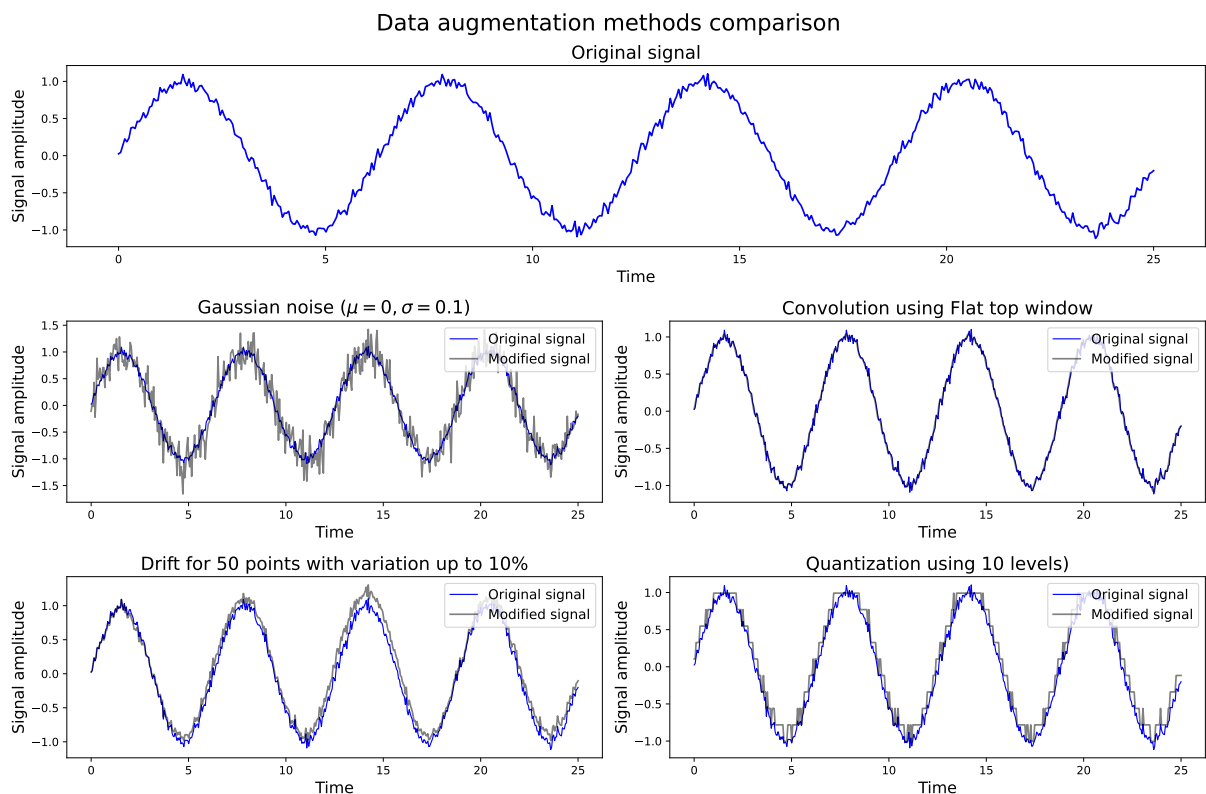 Data augmentation methods comparison
Original signal
Signal amplitude
1.0
0.5
0.0
−0.5
−1.0
0 5 10 15 20 25
Time
Gaussian noise (μ = 0, σ = 0.1)
Signal amplitude
1.5
1.0
0.5
0.0
−0.5
−1.0
−1.5
Original signal
Modified signal
0 5 10 15 20 25
Time
Convolution using Flat top window
Signal amplitude
1.0
0.5
0.0
−0.5
−1.0
Original signal
Modified signal
0 5 10 15 20 25
Time
Drift for 50 points with variation up to 10%
Signal amplitude
1.0
0.5
0.0
−0.5
−1.0
Original signal
Modified signal
0 5 10 15 20 25
Time
Quantization using 10 levels)
Signal amplitude
1.0
0.5
0.0
−0.5
−1.0
Original signal
Modified signal
0 5 10 15 20 25
Time